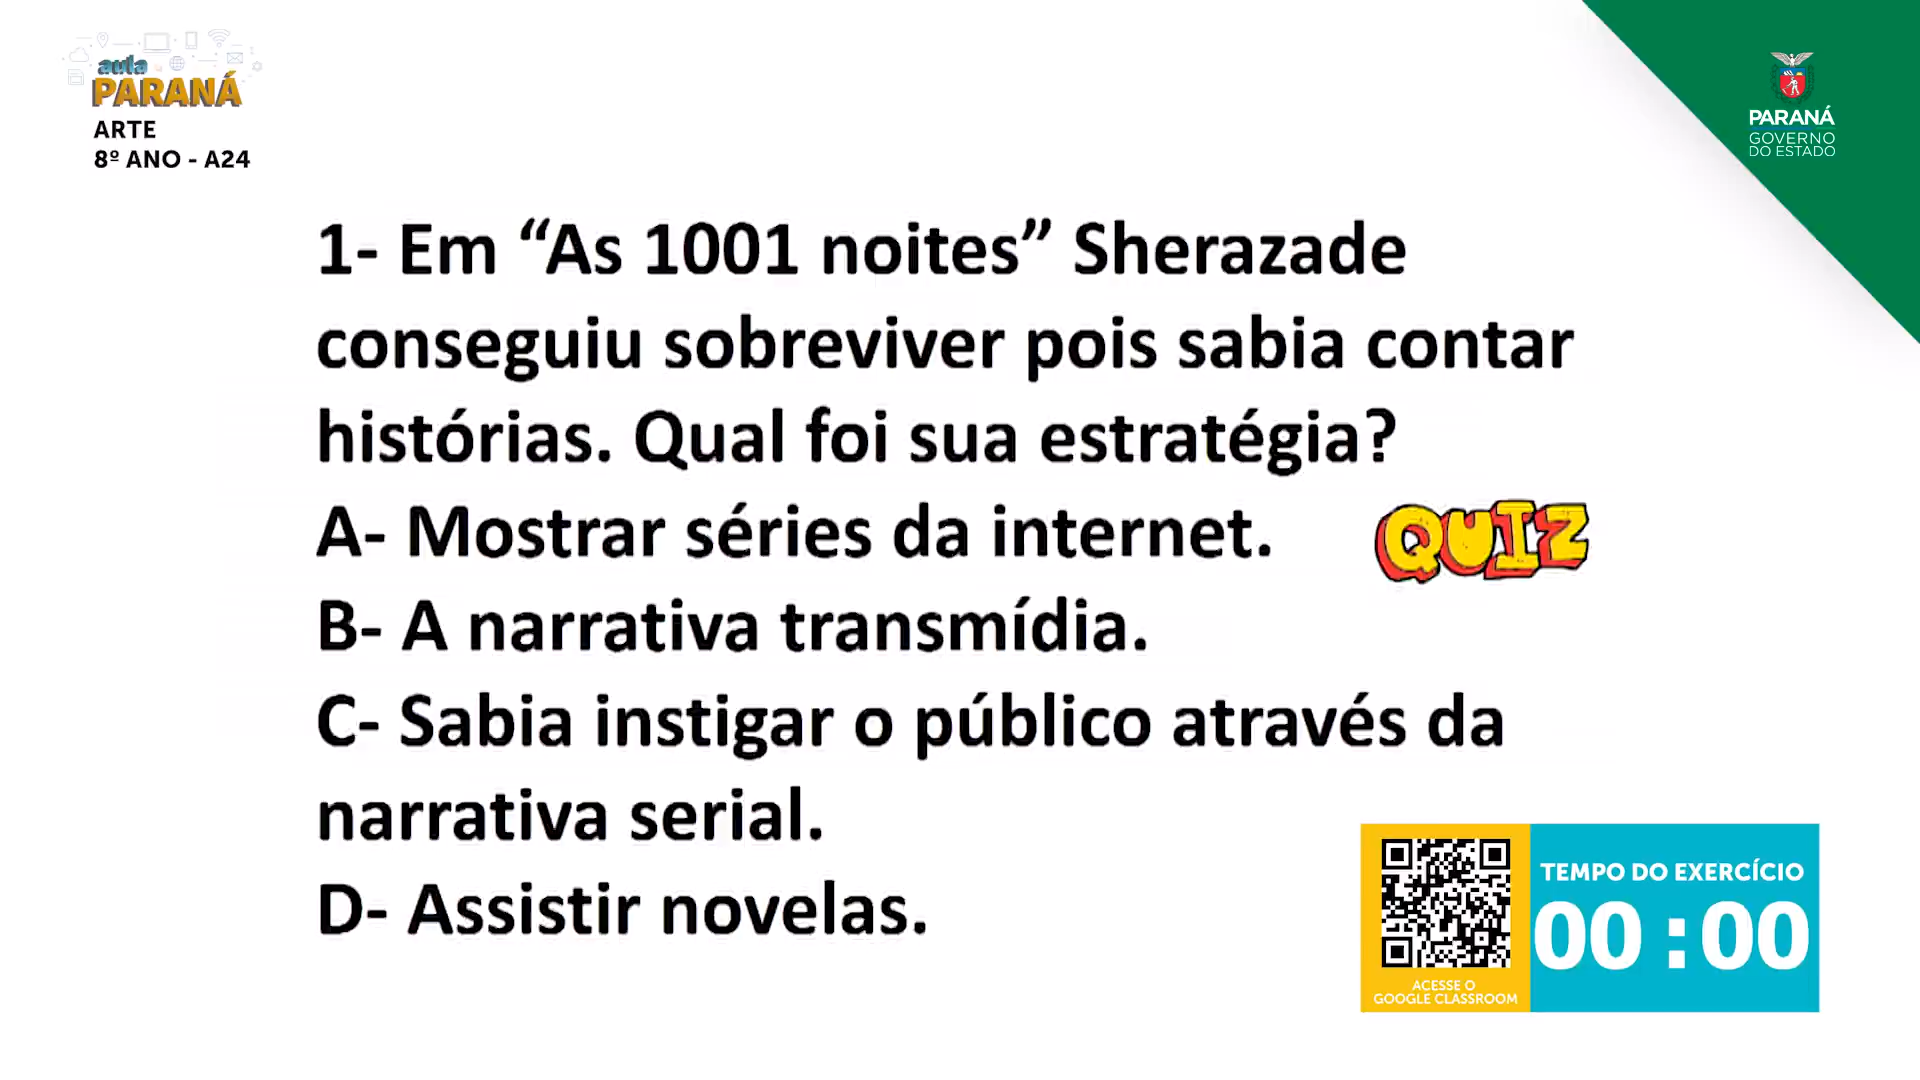 aula
PARANÁ
ARTE
8º ANO - A24
PARANÁ
GOVERNO
DO ESTADO
1- Em “As 1001 noites” Sherazade
conseguiu sobreviver pois sabia contar
histórias. Qual foi sua estratégia?
A- Mostrar séries da internet.
QUIZ
B- A narrativa transmídia.
C- Sabia instigar o público através da
narrativa serial.
D- Assistir novelas.
TEMPO DO EXERCÍCIO
00:00
ACESSE O
GOOGLE CLASSROOM